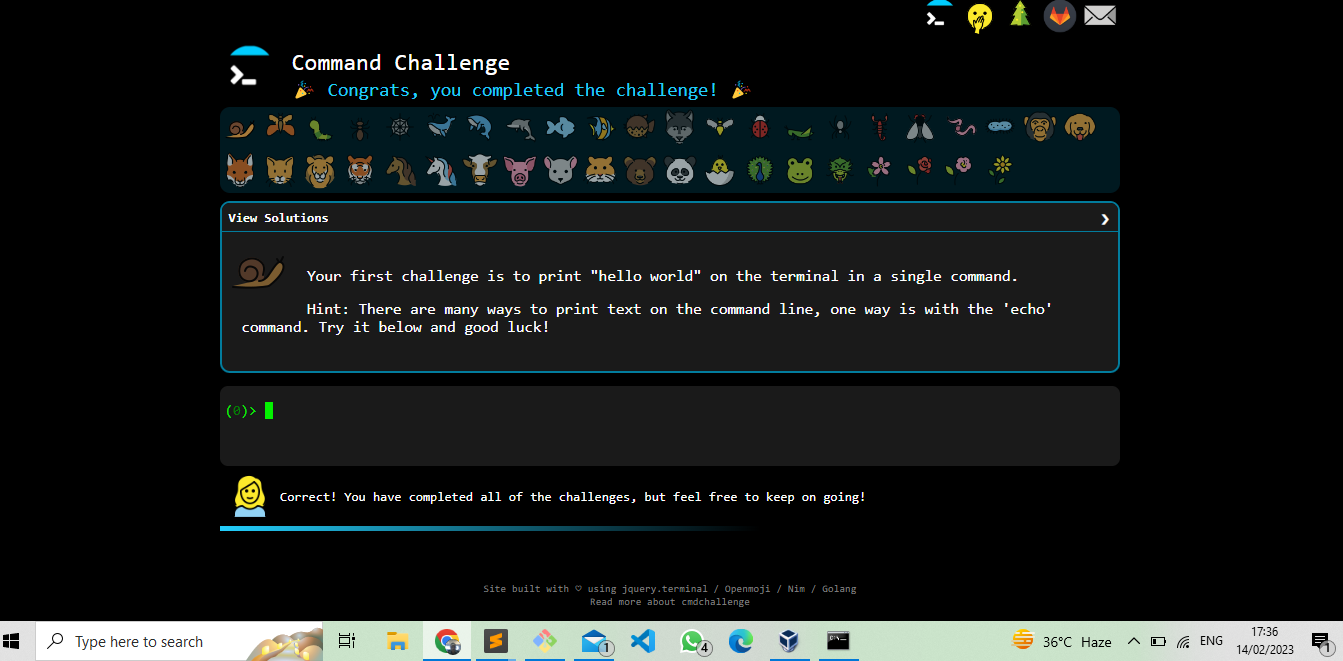 Command Challenge
Congrats, you completed the challenge!
View Solutions
Your first challenge is to print "hello world" on the terminal in a single command.
Hint: There are many ways to print text on the command line, one way is with the 'echo'
command. Try it below and good luck!
(0)>
Correct! You have completed all of the challenges, but feel free to keep on going!
Site built with ♡ using jquery.terminal / Openmoji / Nim / Golang
Read more about cmdchallenge
Type here to search
1
4
36°C Haze
ENG
17:36
14/02/2023
1